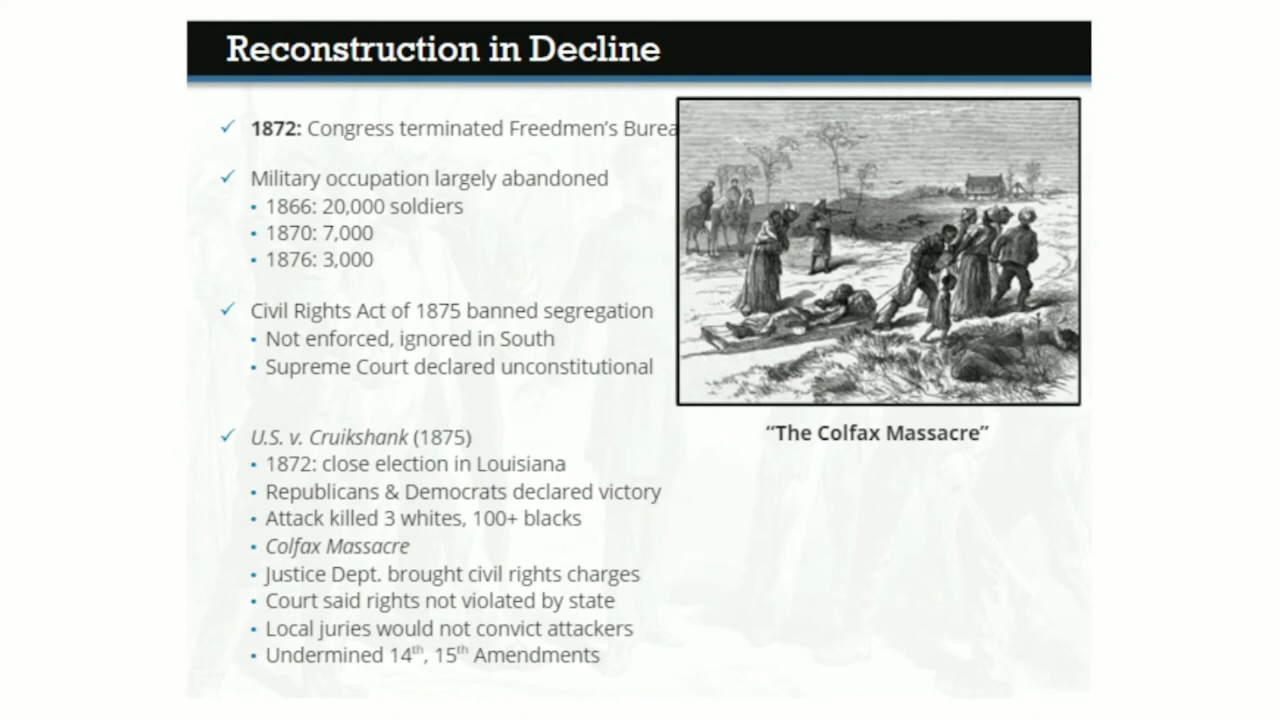 Reconstruction in Decline
✓ 1872: Congress terminated Freedmen's Burea
✓ Military occupation largely abandoned
• 1866: 20,000 soldiers
• 1870: 7,000
• 1876: 3,000
✓ Civil Rights Act of 1875 banned segregation
• Not enforced, ignored in South
• Supreme Court declared unconstitutional
✓ U.S. v. Cruikshank (1875)
• 1872: close election in Louisiana
• Republicans & Democrats declared victory
• Attack killed 3 whites, 100+ blacks
• Colfax Massacre
• Justice Dept. brought civil rights charges
• Court said rights not violated by state
• Local juries would not convict attackers
• Undermined 14th, 15th Amendments
“The Colfax Massacre”